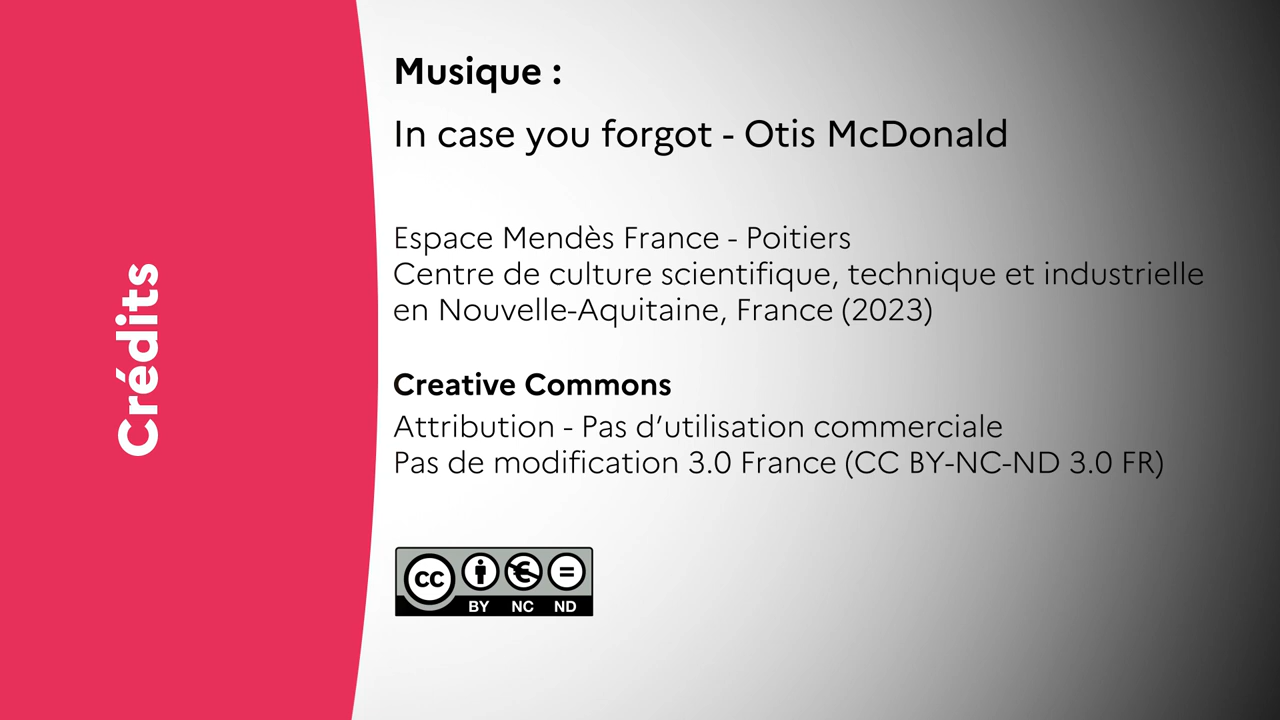 Crédits
Musique :
In case you forgot - Otis McDonald
Espace Mendès France - Poitiers
Centre de culture scientifique, technique et industrielle
en Nouvelle-Aquitaine, France (2023)
Creative Commons
Attribution - Pas d’utilisation commerciale
Pas de modification 3.0 France (CC BY-NC-ND 3.0 FR)
CC
BY NC ND